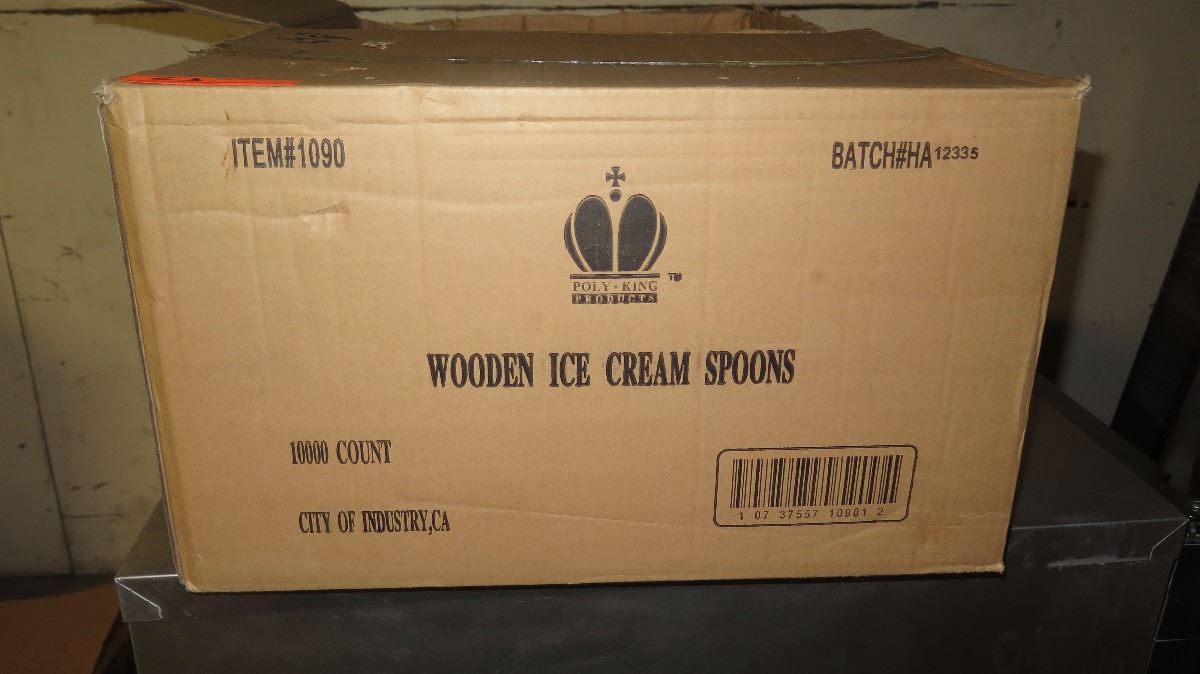 ITEM#1090
BATCH#HA12335
POLY-KING
PRODUCTS
TM
WOODEN ICE CREAM SPOONS
10000 COUNT
CITY OF INDUSTRY,CA
1 07 37557 10901 2